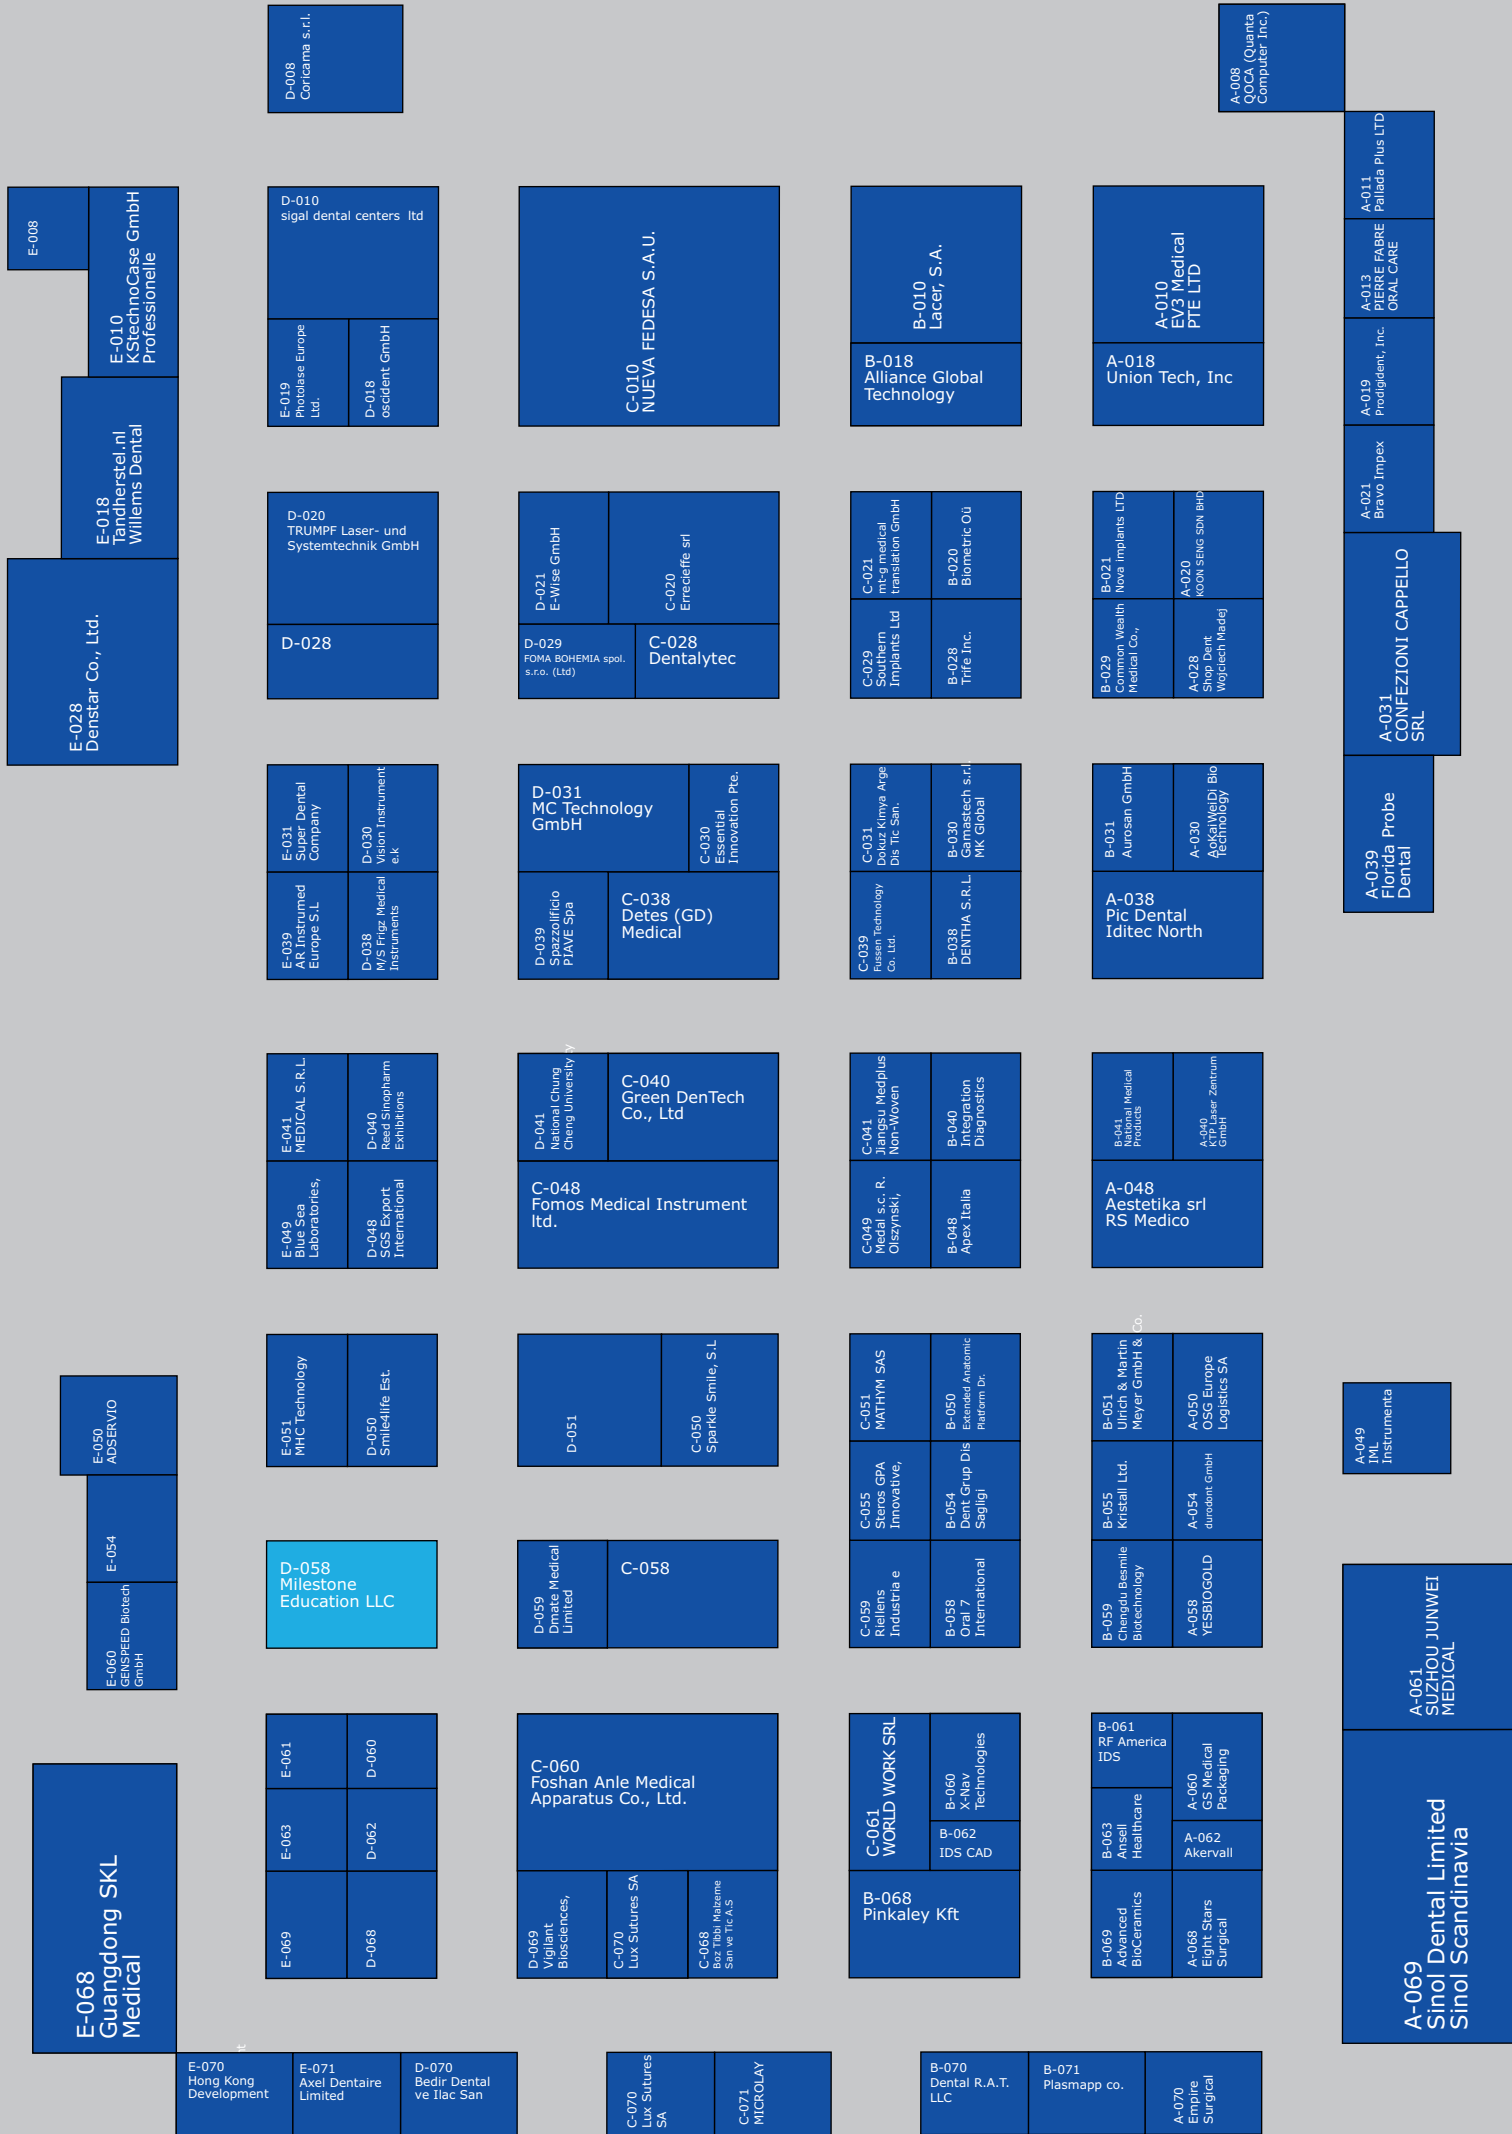 D-008
Coricama s.r.l.
A-008
QOCA (Quanta
Computer Inc.)
A-011
Pallada Plus LTD
E-008
E-010
KStechnoCase GmbH
Professionelle
D-010
sigal dental centers ltd
C-010
NUEVA FEDESA S.A.U.
B-010
Lacer, S.A.
A-010
EV3 Medical
PTE LTD
A-013
PIERRE FABRE
ORAL CARE
E-019
Photolase Europe
Ltd.
D-018
oscident GmbH
B-018
Alliance Global
Technology
A-018
Union Tech, Inc
A-019
Prodigident, Inc.
E-018
Tandherstel.nl
Willems Dental
A-021
Bravo Impex
D-020
TRUMPF Laser- und
Systemtechnik GmbH
D-021
E-Wise GmbH
C-020
Errecieffe srl
C-021
mt-g medical
translation GmbH
B-020
Biometric Oü
B-021
Nova implants LTD
A-020
KOON SENG SDN BHD
E-028
Denstar Co., Ltd.
D-028
D-029
FOMA BOHEMIA spol.
s.r.o. (Ltd)
C-028
Dentalytec
C-029
Southern
Implants Ltd
B-028
Trife Inc.
B-029
Common Wealth
Medical Co.,
A-028
Shop Dent
Wojciech Madej
A-031
CONFEZIONI CAPPELLO
SRL
E-031
Super Dental
Company
D-030
Vision Instrument
e.k
D-031
MC Technology
GmbH
C-030
Essential
Innovation Pte.
C-031
Dokuz Kimya Arge
Dis Tic San.
B-030
Gamastech s.r.l.
MK Global
B-031
Aurosan GmbH
A-030
AoKaiWeiDi Bio
Technology
A-039
Florida Probe
Dental
E-039
AR Instrumed
Europe S.L
D-038
M/S Frigz Medical
Instruments
D-039
Spazzolificio
PIAVE Spa
C-038
Detes (GD)
Medical
C-039
Fussen Technology
Co. Ltd.
B-038
DENTHA S.R.L.
A-038
Pic Dental
Iditec North
E-041
MEDICAL S.R.L.
D-040
Reed Sinopharm
Exhibitions
D-041
National Chung
Cheng University
C-040
Green DenTech
Co., Ltd
C-041
Jiangsu Medplus
Non-Woven
B-040
Integration
Diagnostics
B-041
National Medical
Products
A-040
KTP Laser Zentrum
GmbH
E-049
Blue Sea
Laboratories,
D-048
SGS Export
International
C-048
Fomos Medical Instrument
ltd.
C-049
Medal s.c. R.
Olszynski,
B-048
Apex Italia
A-048
Aestetika srl
RS Medico
E-050
ADSERVIO
E-051
MHC Technology
D-050
Smile4life Est.
D-051
C-050
Sparkle Smile, S.L
C-051
MATHYM SAS
B-050
Extended Anatomic
Platform Dr.
B-051
Ulrich & Martin
Meyer GmbH & Co.
A-050
OSG Europe
Logistics SA
A-049
IML
Instrumenta
E-054
C-055
Steros GPA
Innovative,
B-054
Dent Grup Dis
Sagligi
B-055
Kristall Ltd.
A-054
durodont GmbH
E-060
GENSPEED Biotech
GmbH
D-058
Milestone
Education LLC
D-059
Dmate Medical
Limited
C-058
C-059
Riellens
Industria e
B-058
Oral 7
International
B-059
Chengdu Besmile
Biotechnology
A-058
YESBIOGOLD
A-061
SUZHOU JUNWEI
MEDICAL
E-061
D-060
C-060
Foshan Anle Medical
Apparatus Co., Ltd.
C-061
WORLD WORK SRL
B-060
X-Nav
Technologies
B-061
RF America
IDS
A-060
GS Medical
Packaging
E-063
D-062
B-062
IDS CAD
B-063
Ansell
Healthcare
A-062
Akervall
E-068
Guangdong SKL
Medical
E-069
D-068
D-069
Vigilant
Biosciences,
C-070
Lux Sutures SA
C-068
Boz Tibbi Malzeme
San ve Tic A.S
B-068
Pinkaley Kft
B-069
Advanced
BioCeramics
A-068
Eight Stars
Surgical
A-069
Sinol Dental Limited
Sinol Scandinavia
E-070
Hong Kong
Development
E-071
Axel Dentaire
Limited
D-070
Bedir Dental
ve Ilac San
C-070
Lux Sutures
SA
C-071
MICROLAY
B-070
Dental R.A.T.
LLC
B-071
Plasmapp co.
A-070
Empire
Surgical